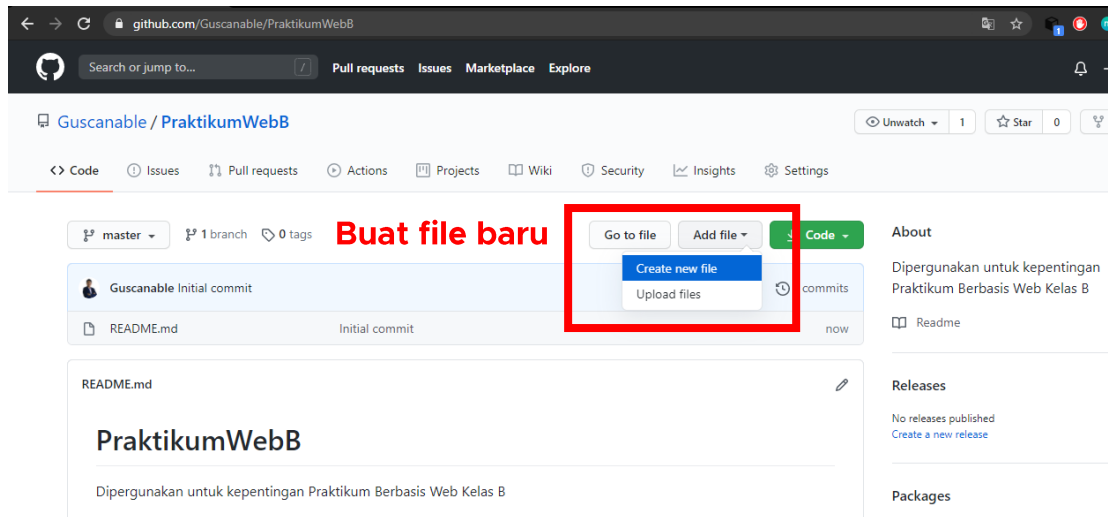 github.com/Guscanable/PraktikumWebB
1
Search or jump to...
/
Pull requests Issues Marketplace Explore
Guscanable / PraktikumWebB
Unwatch 1 Star 0
Code Issues Pull requests Actions Projects Wiki Security Insights Settings
master 1 branch 0 tags Buat file baru Go to file Add file Code
Create new file
Upload files
Guscanable Initial commit commits
README.md Initial commit now
README.md
PraktikumWebB
Dipergunakan untuk kepentingan Praktikum Berbasis Web Kelas B
About
Dipergunakan untuk kepentingan
Praktikum Berbasis Web Kelas B
Readme
Releases
No releases published
Create a new release
Packages